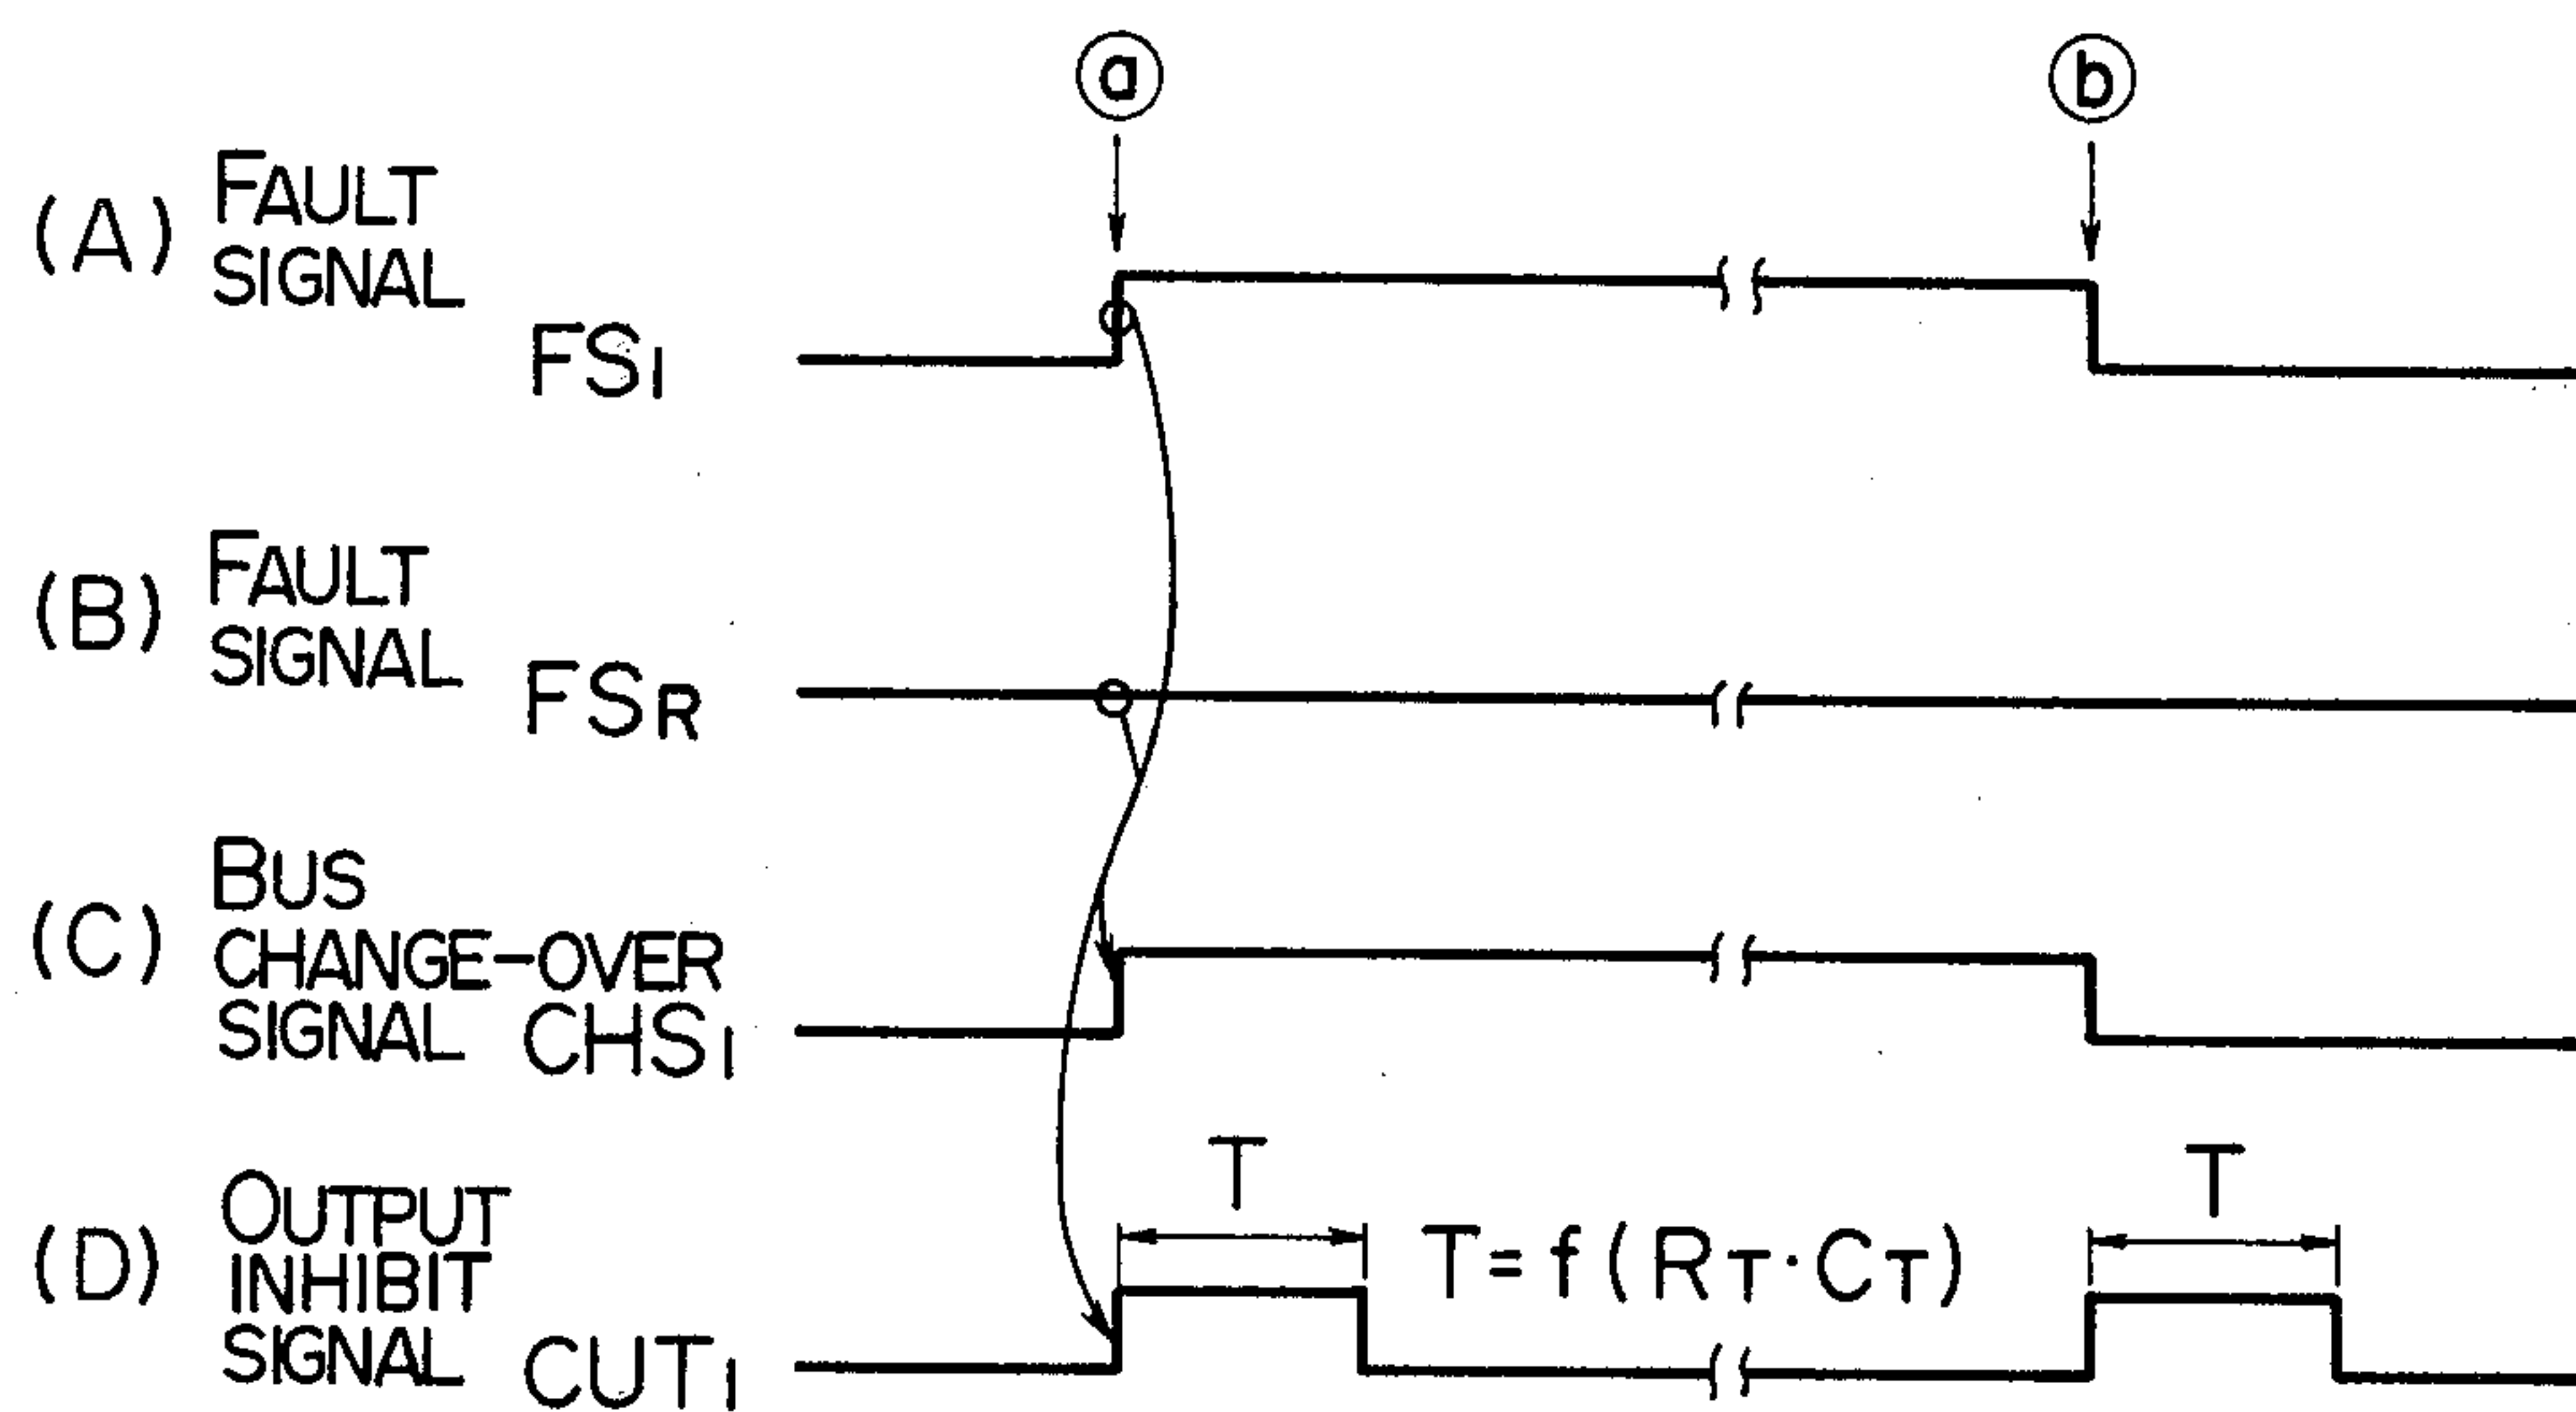 a
b
(A) FAULT
SIGNAL
FS1
(B) FAULT
SIGNAL
FSR
(C) BUS
CHANGE-OVER
SIGNAL CHS1
(D) OUTPUT
INHIBIT
SIGNAL CUT1
T
T=f(RT·CT)
T